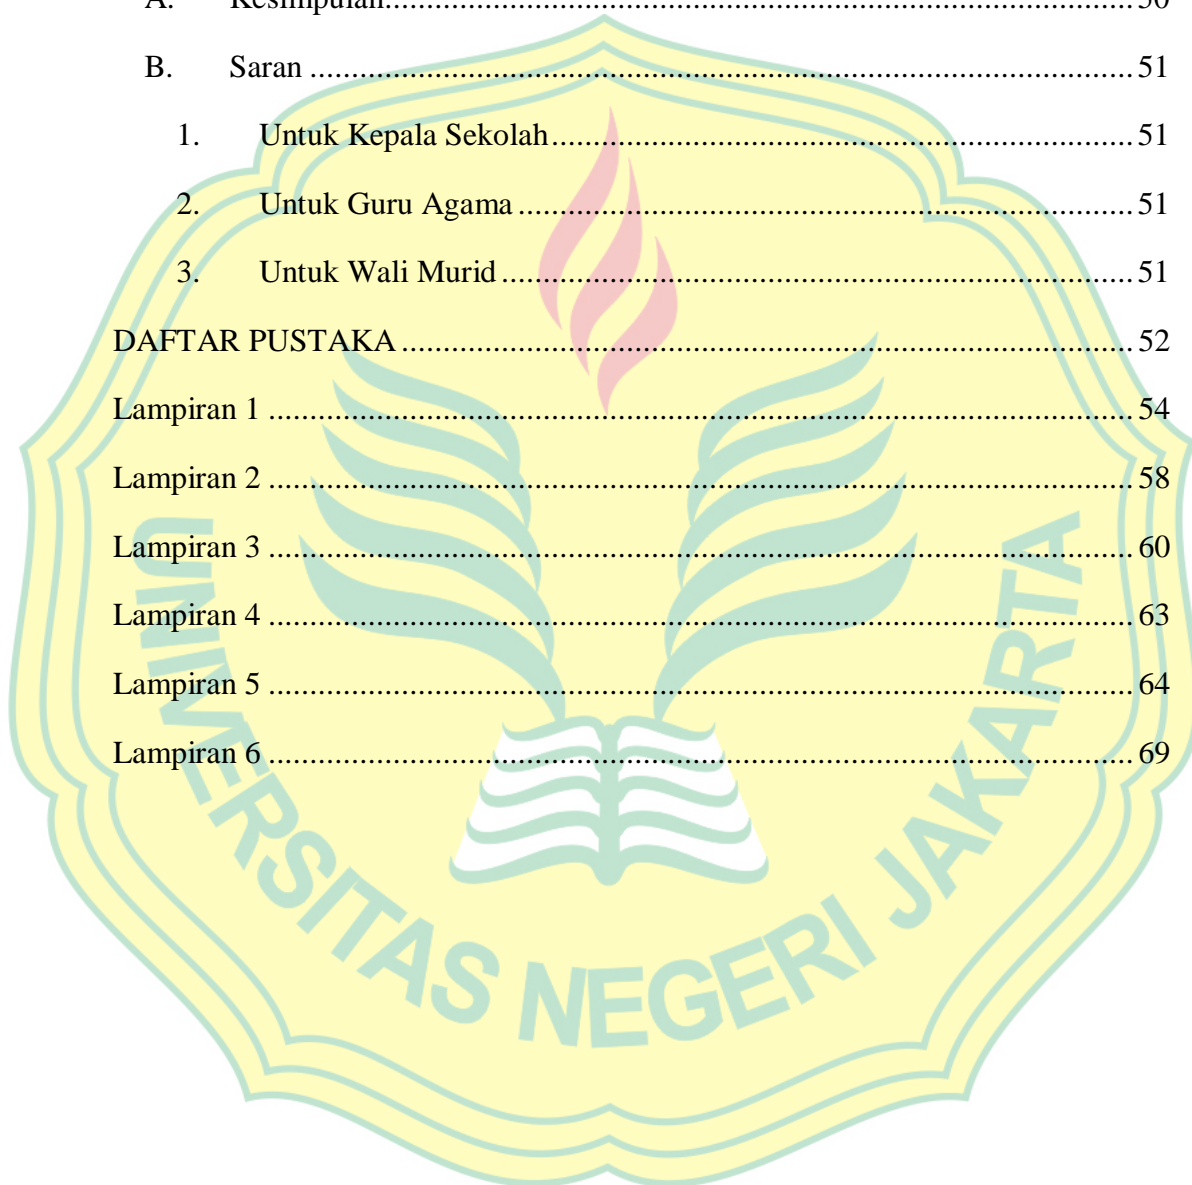 A. Kesimpulan........................................................................................... 50
B. Saran .................................................................................................... 51
1. Untuk Kepala Sekolah....................................................................... 51
2. Untuk Guru Agama ........................................................................... 51
3. Untuk Wali Murid ............................................................................. 51
DAFTAR PUSTAKA ......................................................................................... 52
Lampiran 1 ......................................................................................................... 54
Lampiran 2 ......................................................................................................... 58
Lampiran 3 ......................................................................................................... 60
Lampiran 4 ......................................................................................................... 63
Lampiran 5 ......................................................................................................... 64
Lampiran 6 ......................................................................................................... 69
UNIVERSITAS NEGERI JAKARTA